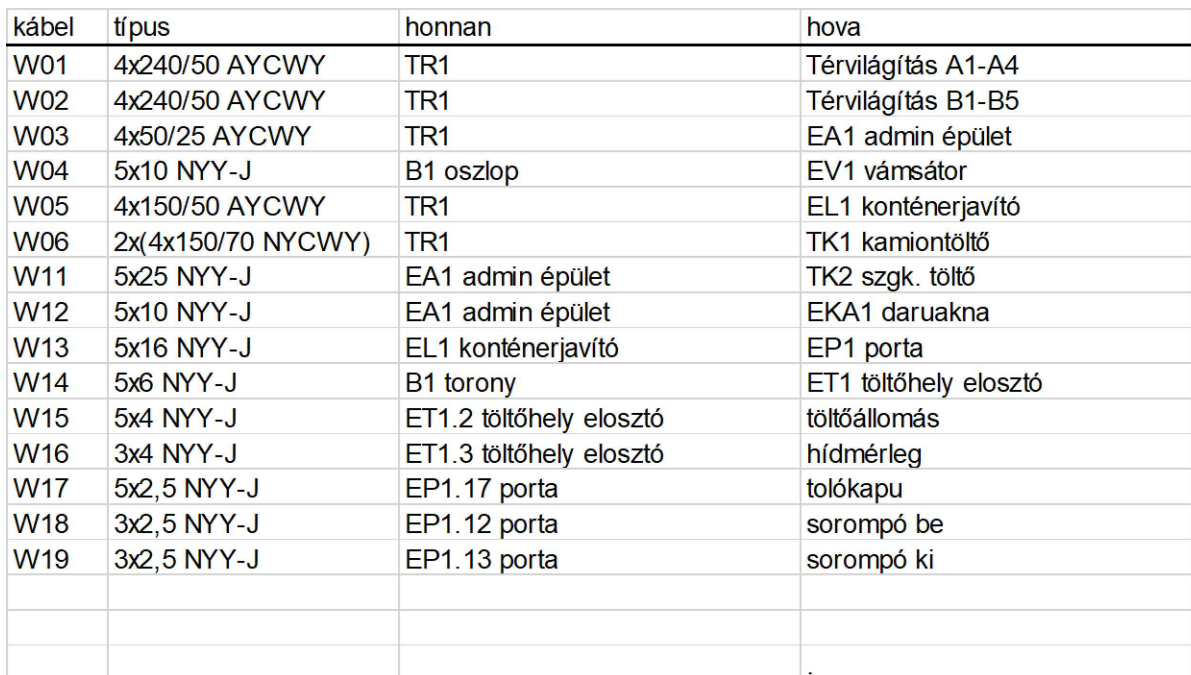 kábel típus honnan hova
W01 4x240/50 AYCWY TR1 Térvilágítás A1-A4
W02 4x240/50 AYCWY TR1 Térvilágítás B1-B5
W03 4x50/25 AYCWY TR1 EA1 admin épület
W04 5x10 NYY-J B1 oszlop EV1 vámsátor
W05 4x150/50 AYCWY TR1 EL1 konténerjavító
W06 2x(4x150/70 NYCWY) TR1 TK1 kamiontöltő
W11 5x25 NYY-J EA1 admin épület TK2 szgk. töltő
W12 5x10 NYY-J EA1 admin épület EKA1 daruakna
W13 5x16 NYY-J EL1 konténerjavító EP1 porta
W14 5x6 NYY-J B1 torony ET1 töltőhely elosztó
W15 5x4 NYY-J ET1.2 töltőhely elosztó töltőállomás
W16 3x4 NYY-J ET1.3 töltőhely elosztó hídmérleg
W17 5x2,5 NYY-J EP1.17 porta tolókapu
W18 3x2,5 NYY-J EP1.12 porta sorompó be
W19 3x2,5 NYY-J EP1.13 porta sorompó ki